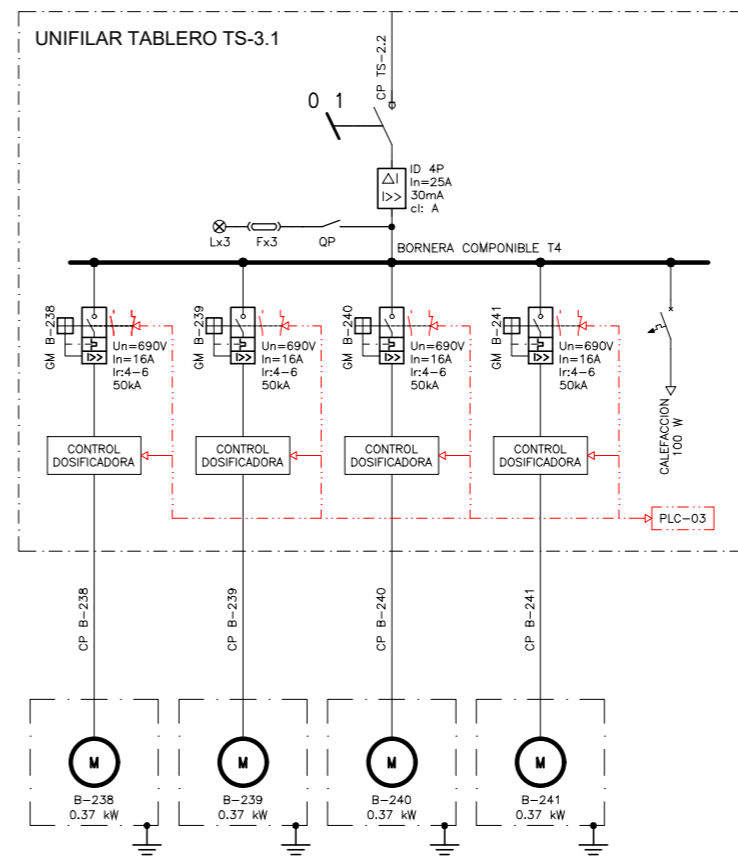 UNIFILAR TABLERO TS-3.1
CP TS-2.2
0 1
ΔI
I>>
ID 4P
In=25A
30mA
cl: A
Lx3
Fx3
QP
BORNERA COMPONIBLE T4
GM B-238
I>>
Un=690V
In=16A
Ir:4-6
50kA
GM B-239
I>>
Un=690V
In=16A
Ir:4-6
50kA
GM B-240
I>>
Un=690V
In=16A
Ir:4-6
50kA
GM B-241
I>>
Un=690V
In=16A
Ir:4-6
50kA
CALEFACCION
100 W
CONTROL
DOSIFICADORA
CONTROL
DOSIFICADORA
CONTROL
DOSIFICADORA
CONTROL
DOSIFICADORA
PLC-03
CP B-238
CP B-239
CP B-240
CP B-241
M
B-238
0.37 kW
M
B-239
0.37 kW
M
B-240
0.37 kW
M
B-241
0.37 kW